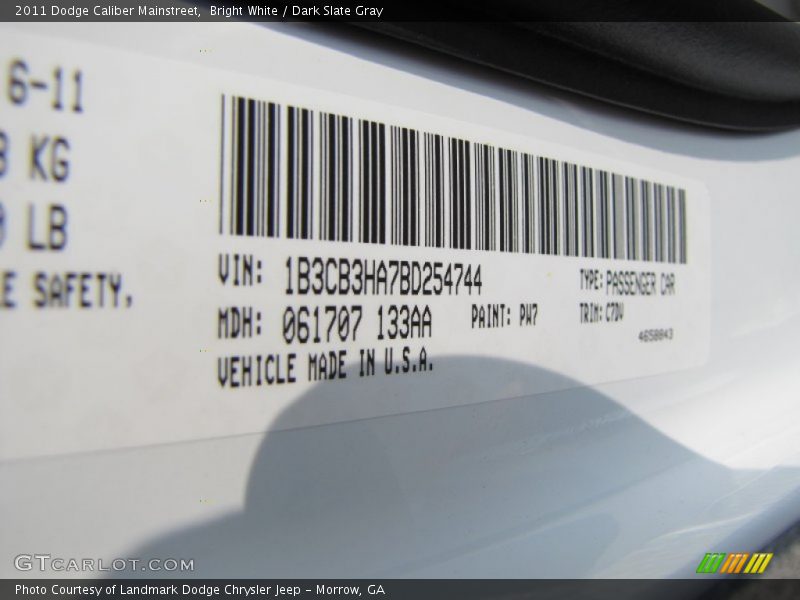 2011 Dodge Caliber Mainstreet, Bright White / Dark Slate Gray
6-11
KG
LB
E SAFETY,
VIN: 1B3CB3HA7BD254744
TYPE: PASSENGER CAR
MDH: 061707 133AA
PAINT: PW7
TRIM: C7DV
4658043
VEHICLE MADE IN U.S.A.
GTCARLOT.COM
Photo Courtesy of Landmark Dodge Chrysler Jeep - Morrow, GA